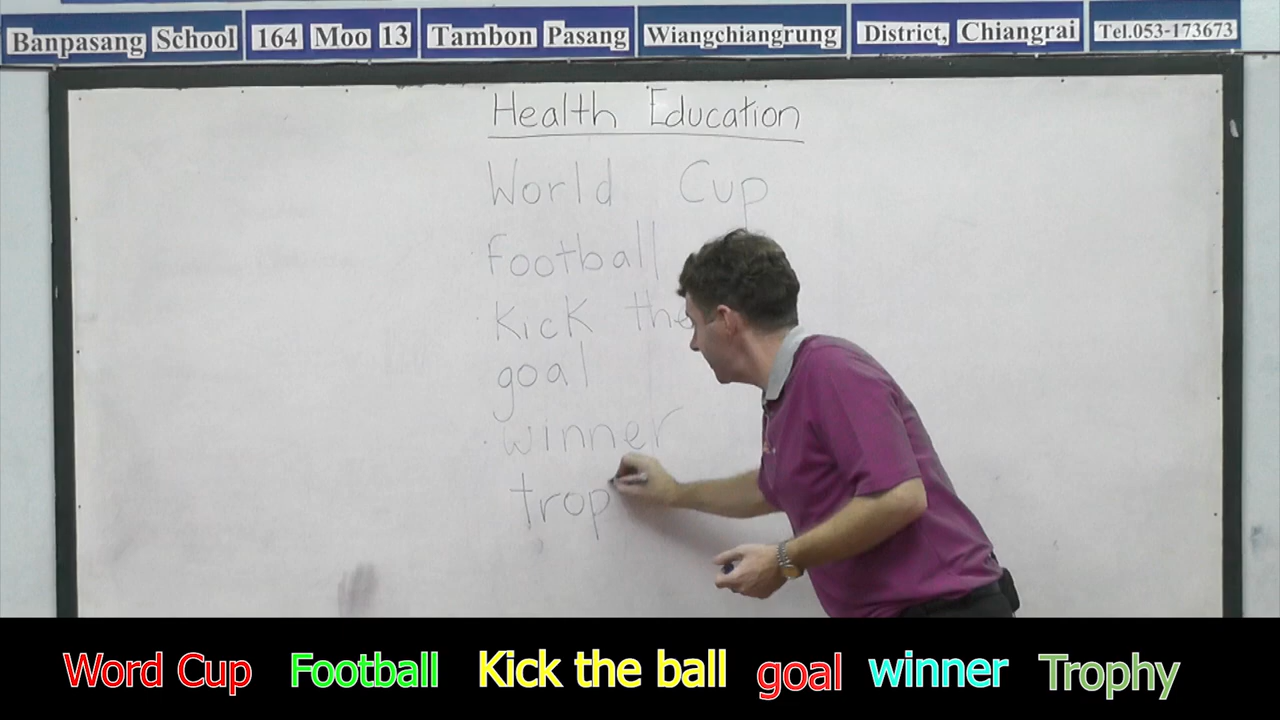 Banpasang School 164 Moo 13 Tambon Pasang Wiangchiangrung District, Chiangrai Tel.053-173673
Health Education
World Cup
football
Kick the
goal
winner
trop
Word Cup Football Kick the ball goal winner Trophy